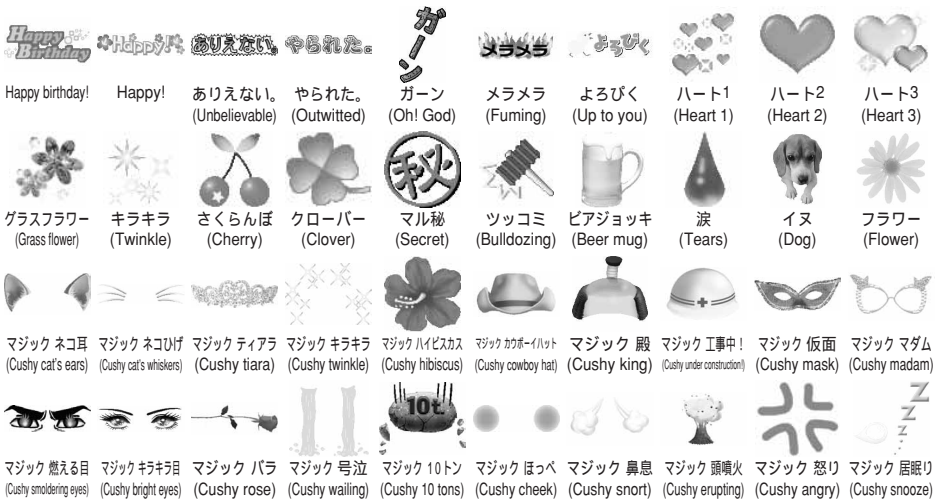 Happy Birthday Happy! ありえない。 やられた。 ガーン メラメラ よろぴく
Happy birthday! Happy! ありえない。 やられた。 ガーン メラメラ よろぴく ハート1 ハート2 ハート3
(Unbelievable) (Outwitted) (Oh! God) (Fuming) (Up to you) (Heart 1) (Heart 2) (Heart 3)
秘
グラスフラワー キラキラ さくらんぼ クローバー マル秘 ツッコミ ビアジョッキ 涙 イヌ フラワー
(Grass flower) (Twinkle) (Cherry) (Clover) (Secret) (Bulldozing) (Beer mug) (Tears) (Dog) (Flower)
マジック ネコ耳 マジック ネコひげ マジック ティアラ マジック キラキラ マジック ハイビスカス マジック カウボーイハット マジック 殿 マジック 工事中! マジック 仮面 マジック マダム
(Cushy cat's ears) (Cushy cat's whiskers) (Cushy tiara) (Cushy twinkle) (Cushy hibiscus) (Cushy cowboy hat) (Cushy king) (Cushy under construction!) (Cushy mask) (Cushy madam)
10t. Z Z Z
マジック 燃える目 マジック キラキラ目 マジック バラ マジック 号泣 マジック 10トン マジック ほっぺ マジック 鼻息 マジック 頭噴火 マジック 怒り マジック 居眠り
(Cushy smoldering eyes) (Cushy bright eyes) (Cushy rose) (Cushy wailing) (Cushy 10 tons) (Cushy cheek) (Cushy snort) (Cushy erupting) (Cushy angry) (Cushy snooze)